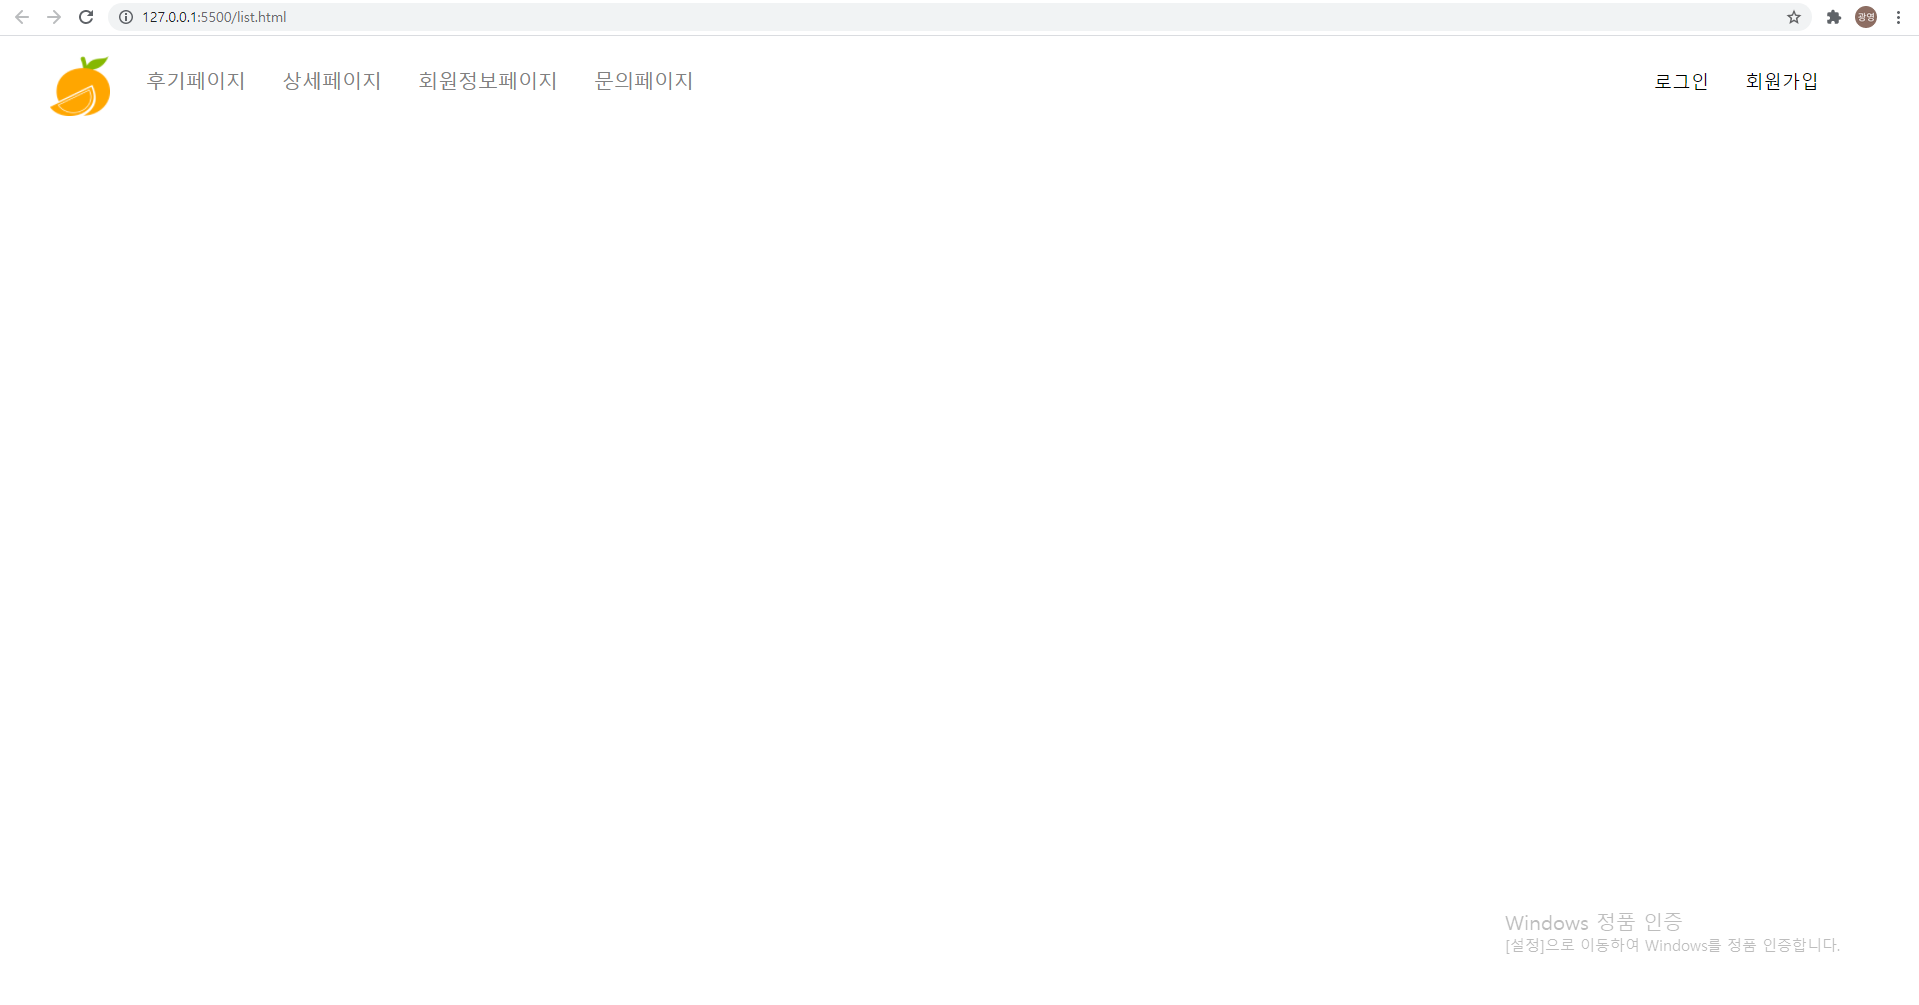 127.0.0.1:5500/list.html
광영
후기페이지 상세페이지 회원정보페이지 문의페이지 로그인 회원가입
Windows 정품 인증
[설정]으로 이동하여 Windows를 정품 인증합니다.